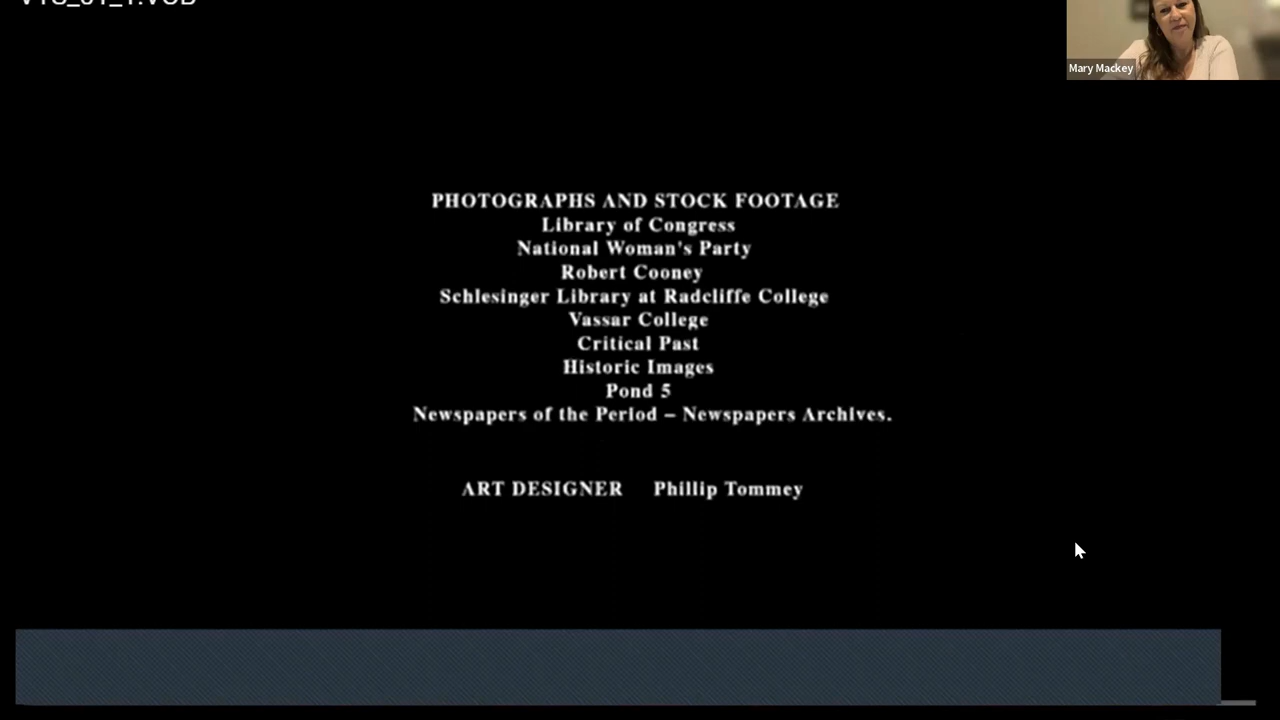 Mary Mackey
PHOTOGRAPHS AND STOCK FOOTAGE
Library of Congress
National Woman's Party
Robert Cooney
Schlesinger Library at Radcliffe College
Vassar College
Critical Past
Historic Images
Pond 5
Newspapers of the Period – Newspapers Archives.
ART DESIGNER Phillip Tommey